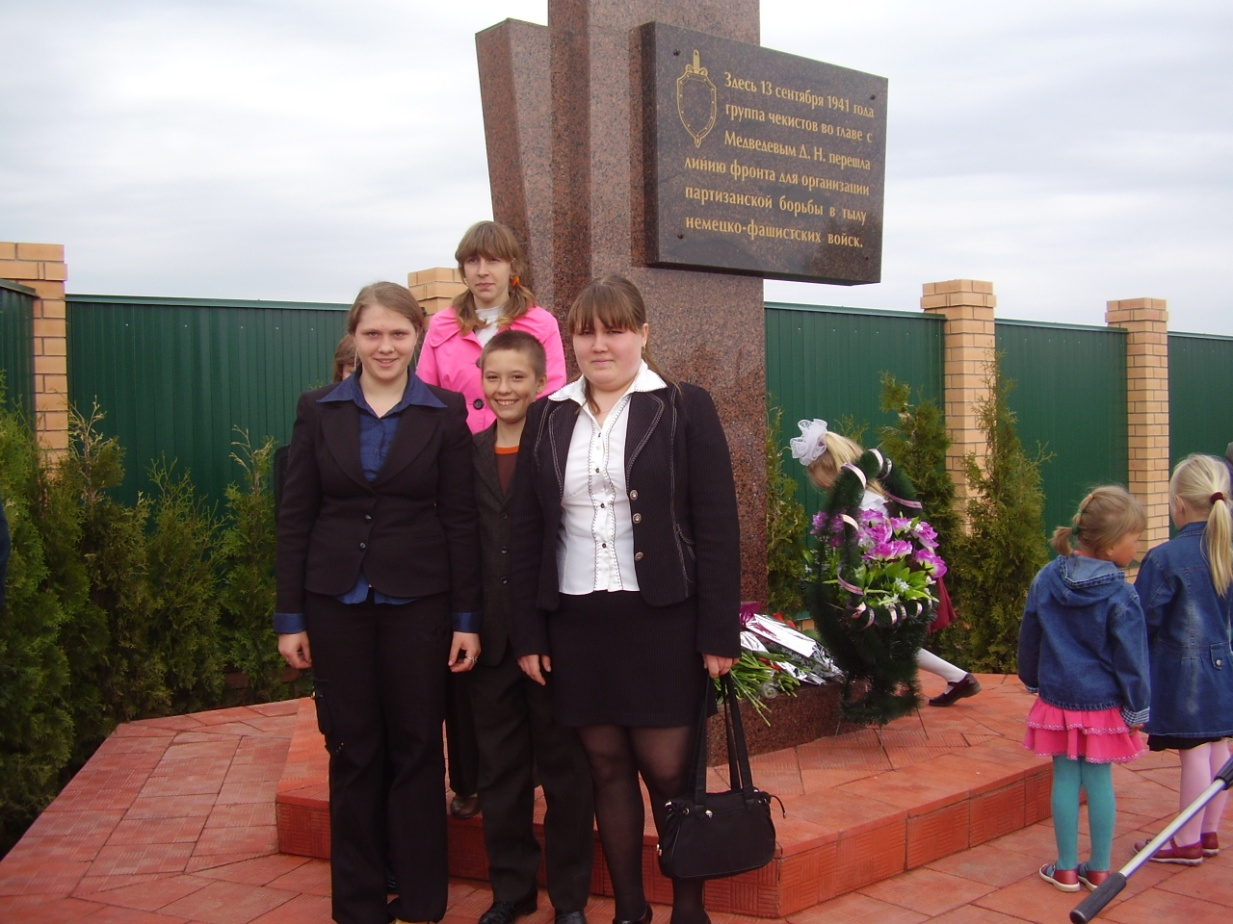 Здесь 13 сентября 1941 года
группа чекистов во главе с
Медведевым Д. Н. перешла
линию фронта для организации
партизанской борьбы в тылу
немецко-фашистских войск.